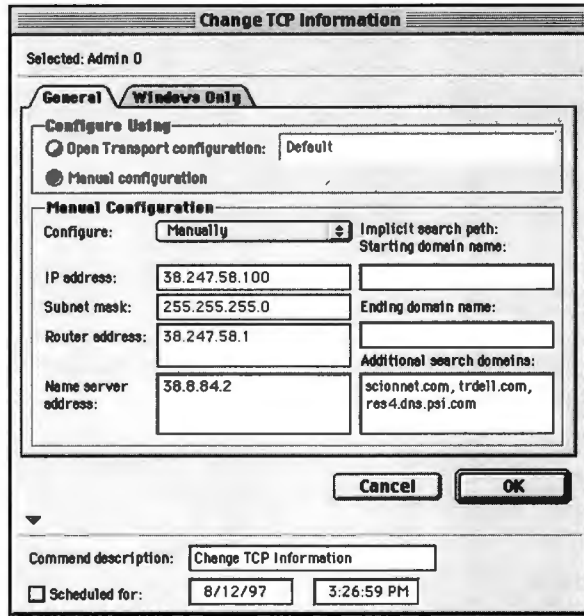 Change TCP Information
Selected: Admin 0
General
Windows Only
Configure Using
Open Transport configuration: Default
Manual configuration
Manual Configuration
Configure: Manually
Implicit search path:
Starting domain name:
IP address: 38.247.58.100
Subnet mask: 255.255.255.0
Ending domain name:
Router address: 38.247.58.1
Additional search domains:
Name server address: 38.8.84.2
scionnet.com, trdell.com,
res4.dns.psi.com
Cancel
OK
Command description: Change TCP Information
Scheduled for: 8/12/97 3:26:59 PM